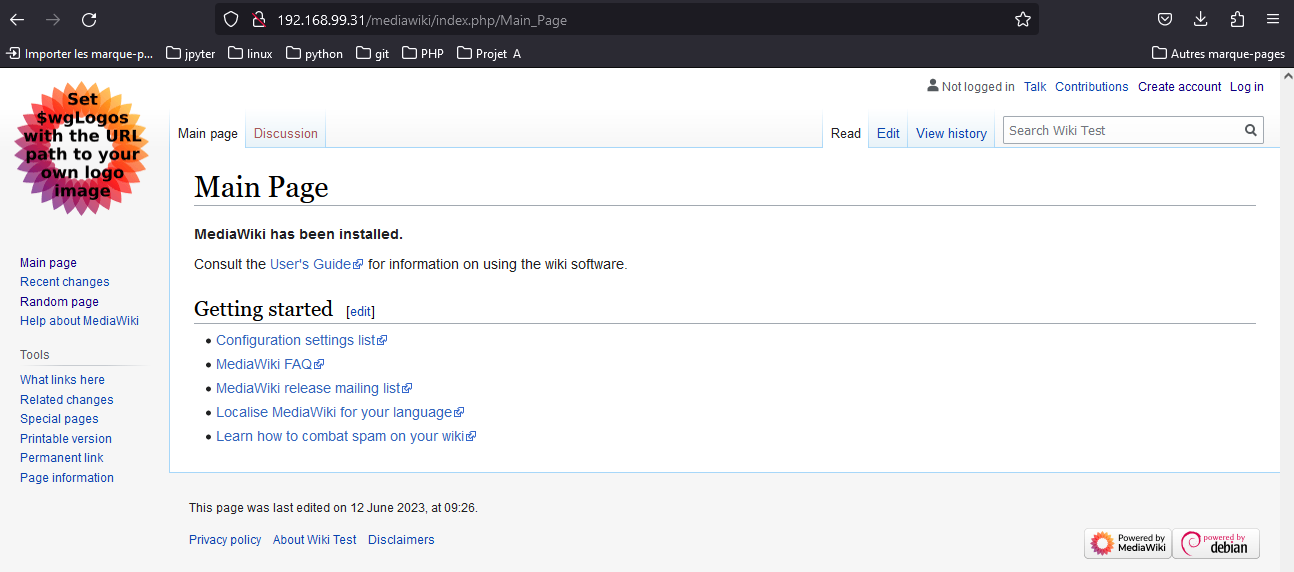 192.168.99.31/mediawiki/index.php/Main_Page
Importer les marque-p... jpyter linux python git PHP Projet A Autres marque-pages
Not logged in Talk Contributions Create account Log in
Set
$wgLogos
with the URL
path to your
own logo
image
Main page Discussion Read Edit View history Search Wiki Test
Main Page
MediaWiki has been installed.
Consult the User's Guide for information on using the wiki software.
Getting started [edit]
• Configuration settings list
• MediaWiki FAQ
• MediaWiki release mailing list
• Localise MediaWiki for your language
• Learn how to combat spam on your wiki
Main page
Recent changes
Random page
Help about MediaWiki
Tools
What links here
Related changes
Special pages
Printable version
Permanent link
Page information
This page was last edited on 12 June 2023, at 09:26.
Privacy policy About Wiki Test Disclaimers
Powered by
MediaWiki
powered by
debian